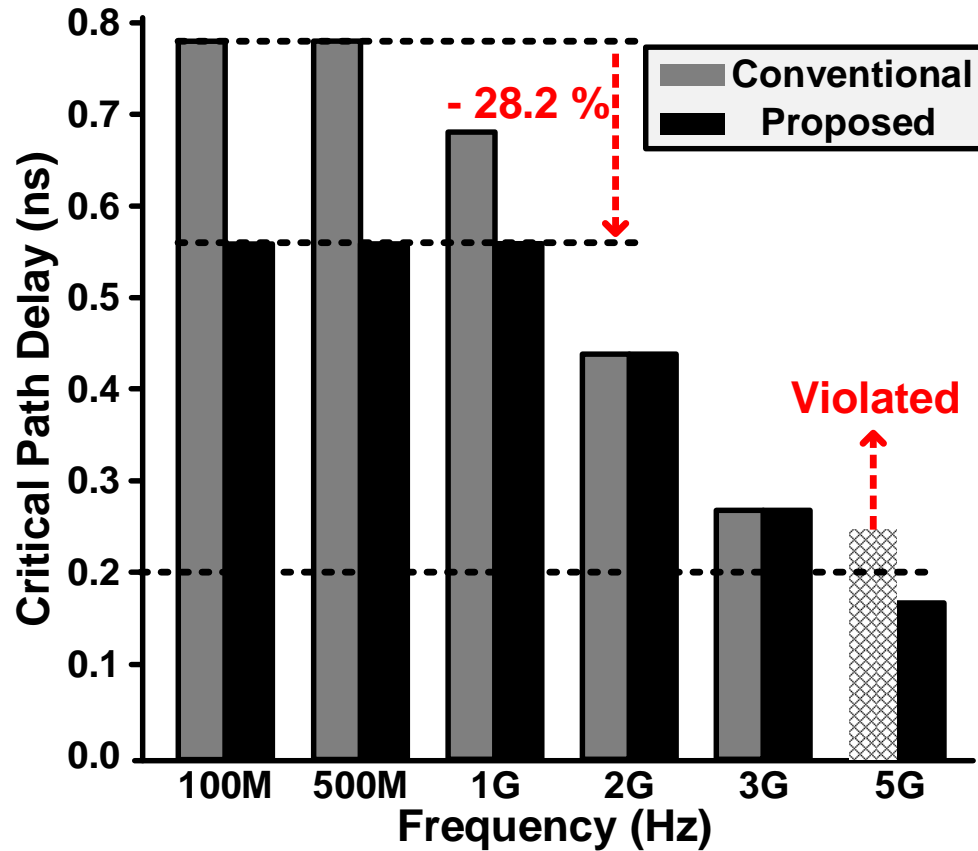 0.8
0.7
0.6
0.5
0.4
0.3
0.2
0.1
0.0
Critical Path Delay (ns)
- 28.2 %
Conventional
Proposed
Violated
100M 500M 1G 2G 3G 5G
Frequency (Hz)